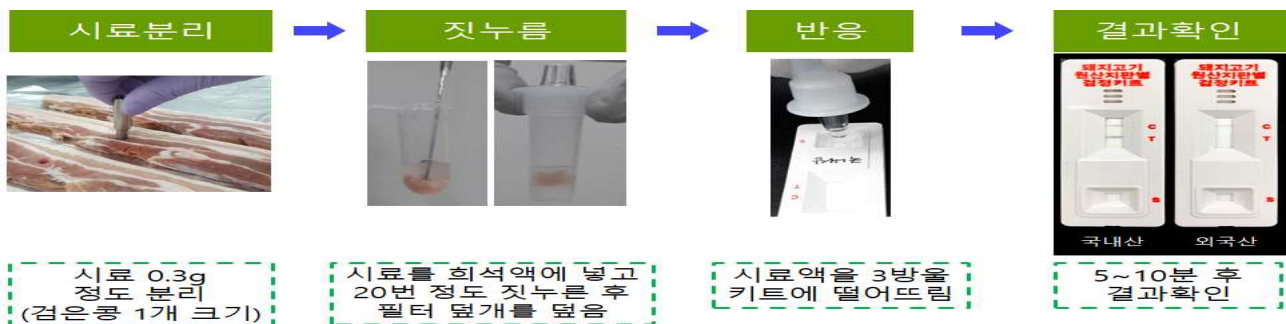 시료분리
짓누름
반응
결과확인
돼지고기
원산지판별
검정키트
C
T
S
국내산
돼지고기
원산지판별
검정키트
C
T
S
외국산
시료 0.3g
정도 분리
(검은콩 1개 크기)
시료를 희석액에 넣고
20번 정도 짓누른 후
필터 덮개를 덮음
시료액을 3방울
키트에 떨어뜨림
5~10분 후
결과확인